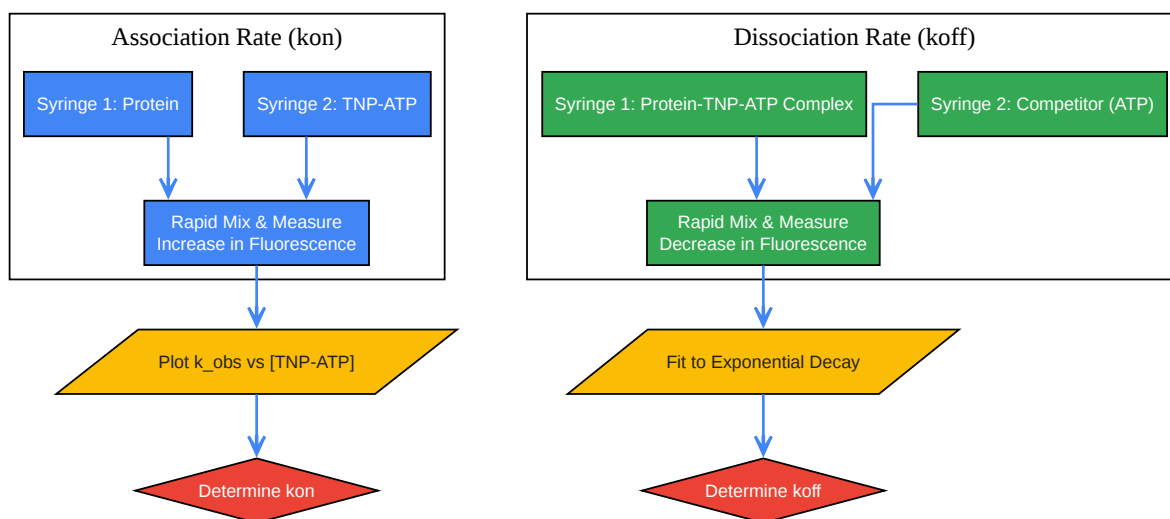 Association Rate (kon)
Syringe 1: Protein
Syringe 2: TNP-ATP
Rapid Mix & Measure
Increase in Fluorescence
Plot k_obs vs [TNP-ATP]
Determine kon
Dissociation Rate (koff)
Syringe 1: Protein-TNP-ATP Complex
Syringe 2: Competitor (ATP)
Rapid Mix & Measure
Decrease in Fluorescence
Fit to Exponential Decay
Determine koff